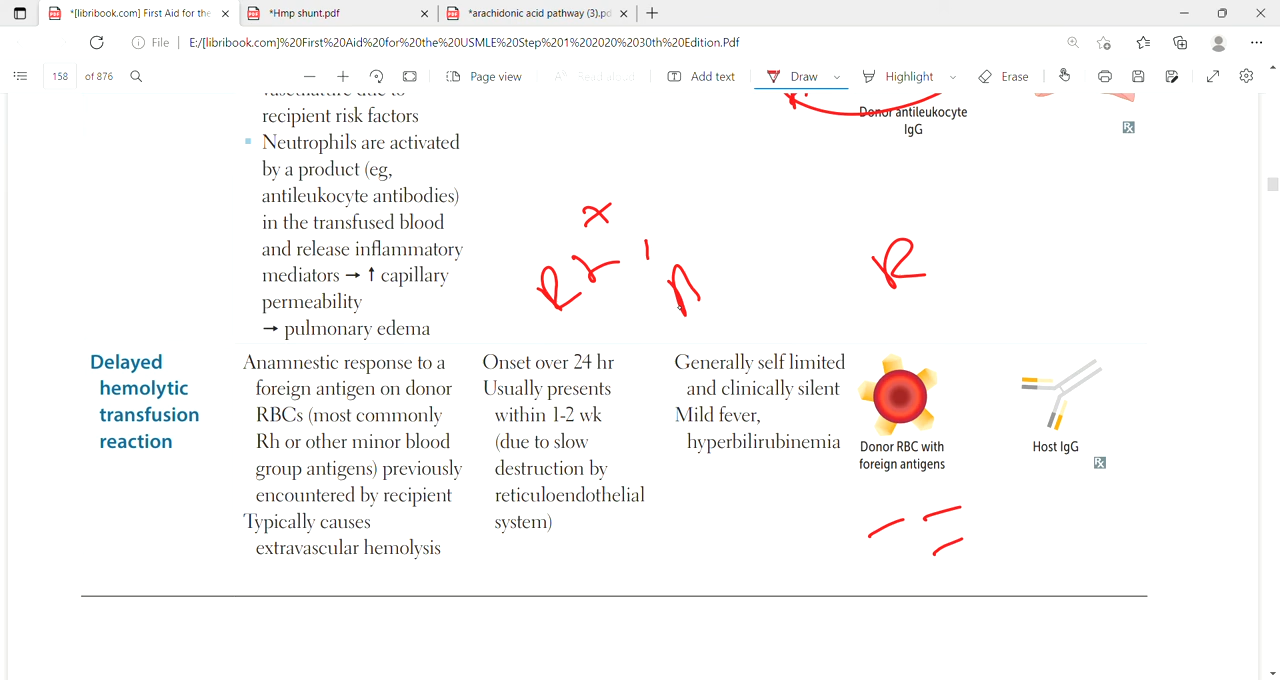 *[libribook.com] First Aid for the
*Hmp shunt.pdf
*arachidonic acid pathway (3).pd
File
E:/[libribook.com]%20First%20Aid%20for%20the%20USMLE%20Step%201%202020%2030th%20Edition.Pdf
158 of 876
Page view
Read aloud
Add text
Draw
Highlight
Erase
vasculature due to
recipient risk factors
Neutrophils are activated
by a product (eg,
antileukocyte antibodies)
in the transfused blood
and release inflammatory
mediators → ↑ capillary
permeability
→ pulmonary edema
Donor antileukocyte
IgG
Rx
R
Delayed
hemolytic
transfusion
reaction
Anamnestic response to a
foreign antigen on donor
RBCs (most commonly
Rh or other minor blood
group antigens) previously
encountered by recipient
Typically causes
extravascular hemolysis
Onset over 24 hr
Usually presents
within 1-2 wk
(due to slow
destruction by
reticuloendothelial
system)
Generally self limited
and clinically silent
Mild fever,
hyperbilirubinemia
Donor RBC with
foreign antigens
Host IgG
Rx